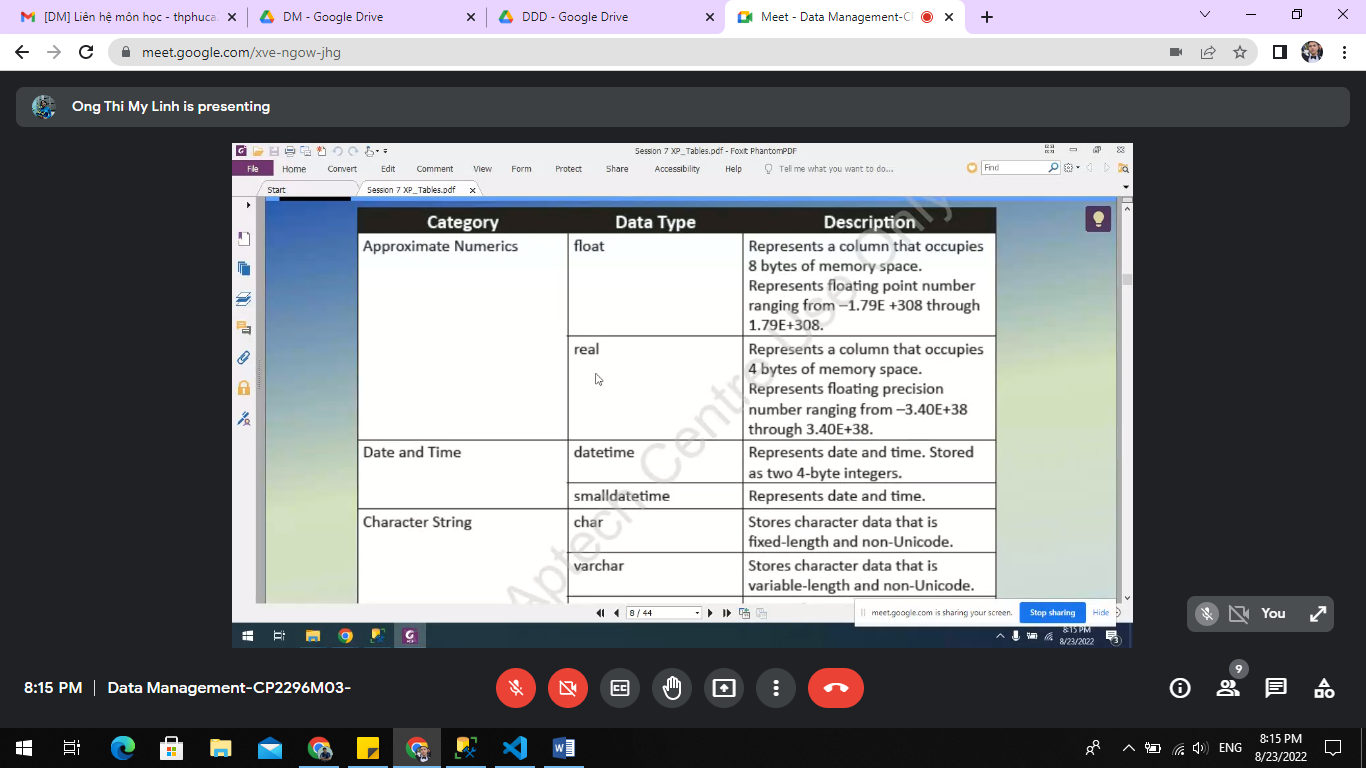 [DM] Liên hệ môn học - thphuca
DM - Google Drive
DDD - Google Drive
Meet - Data Management-C
meet.google.com/xve-ngow-jhg
Ong Thi My Linh is presenting
Session 7 XP_Tables.pdf - Foxit PhantomPDF
File Home Convert Edit Comment View Form Protect Share Accessibility Help Tell me what you want to do... Find
Start Session 7 XP_Tables.pdf
Category Data Type Description
Approximate Numerics float Represents a column that occupies
8 bytes of memory space.
Represents floating point number
ranging from –1.79E +308 through
1.79E+308.
real Represents a column that occupies
4 bytes of memory space.
Represents floating precision
number ranging from –3.40E+38
through 3.40E+38.
Date and Time datetime Represents date and time. Stored
as two 4-byte integers.
smalldatetime Represents date and time.
Character String char Stores character data that is
fixed-length and non-Unicode.
varchar Stores character data that is
variable-length and non-Unicode.
Aptech Centre Use Only
8 / 44
meet.google.com is sharing your screen. Stop sharing Hide
8:15 PM
8/23/2022
3
You
8:15 PM | Data Management-CP2296M03-
CC
9
ENG
8:15 PM
8/23/2022